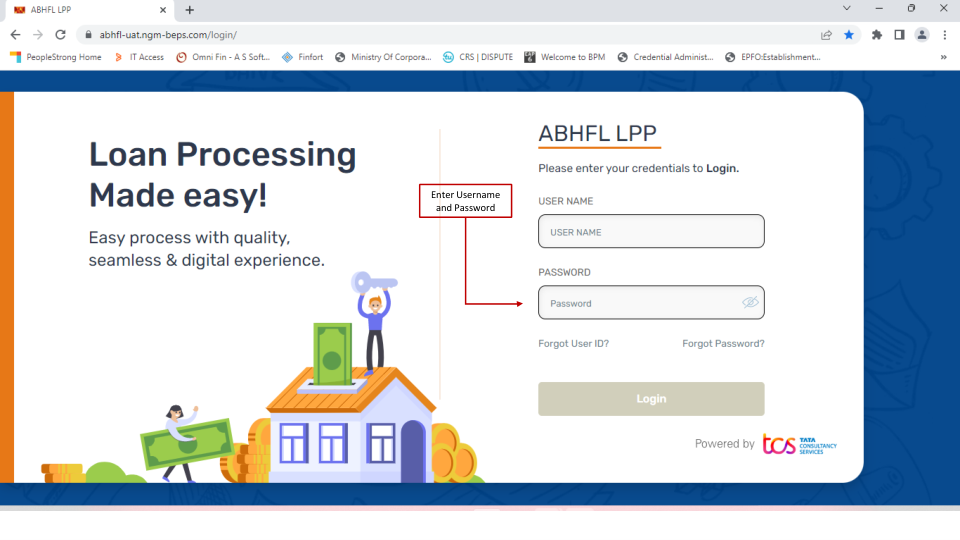 ABHFL LPP
abhfl-uat.ngm-beps.com/login/
PeopleStrong Home
IT Access
Omni Fin - A S Soft...
Finfort
Ministry Of Corpora...
CRS | DISPUTE
Welcome to BPM
Credential Administ...
EPFO:Establishment...
»
Loan Processing
Made easy!
Easy process with quality,
seamless & digital experience.
Enter Username
and Password
ABHFL LPP
Please enter your credentials to Login.
USER NAME
USER NAME
PASSWORD
Password
Forgot User ID?
Forgot Password?
Login
Powered by
tcs
TATA
CONSULTANCY
SERVICES